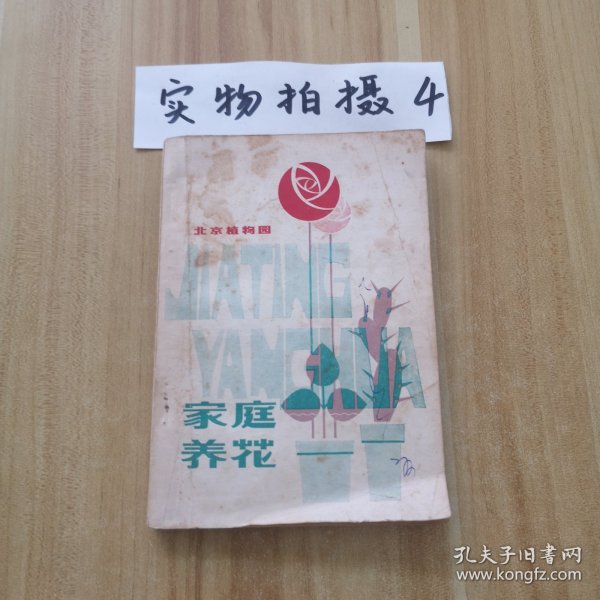 实物拍摄4
北京植物园
JIATING
YANGHUA
家庭
养花
孔夫子旧书网
www.kongfz.com